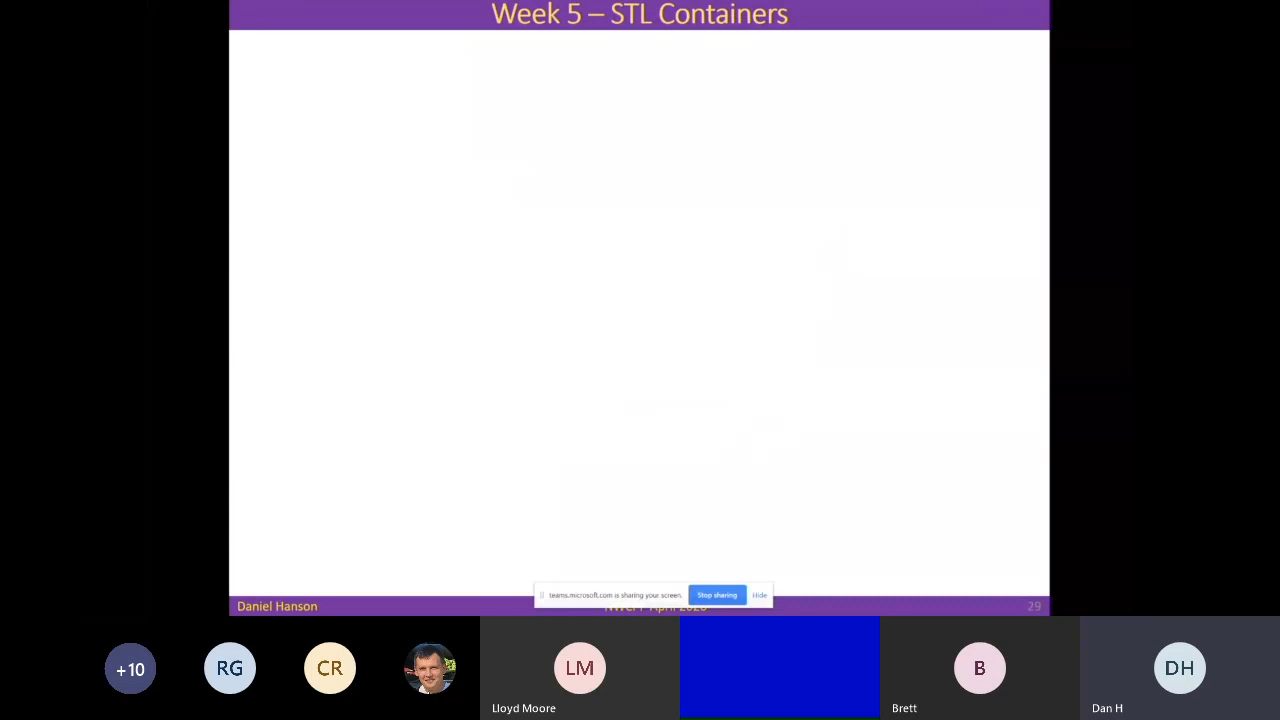 Week 5 – STL Containers
teams.microsoft.com is sharing your screen.
Stop sharing
Hide
Daniel Hanson
29
+10
RG
CR
LM
B
DH
Lloyd Moore
Brett
Dan H